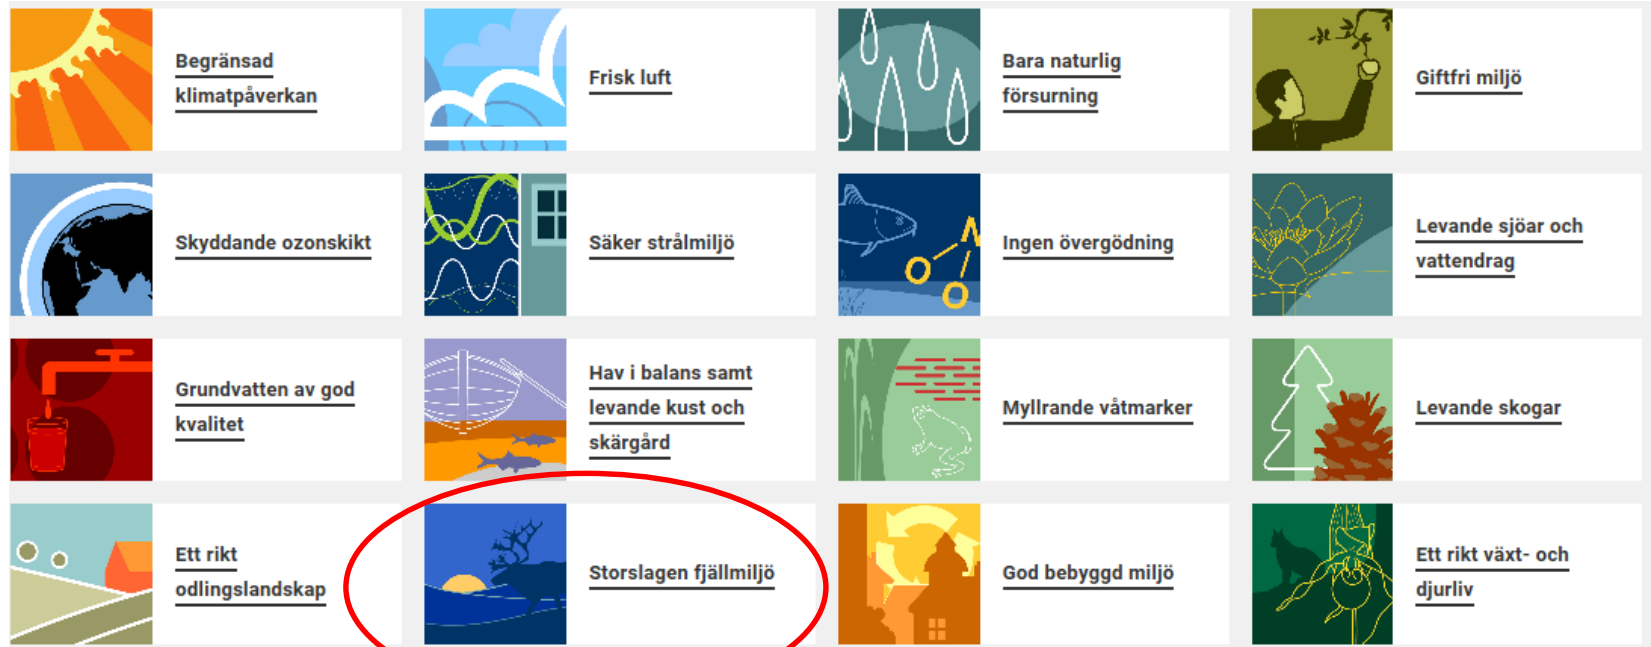 Begränsad
klimatpåverkan
Frisk luft
Bara naturlig
försurning
Giftfri miljö
Skyddande ozonskikt
Säker strålmiljö
Ingen övergödning
Levande sjöar och
vattendrag
Grundvatten av god
kvalitet
Hav i balans samt
levande kust och
skärgård
Myllrande våtmarker
Levande skogar
Ett rikt
odlingslandskap
Storslagen fjällmiljö
God bebyggd miljö
Ett rikt växt- och
djurliv